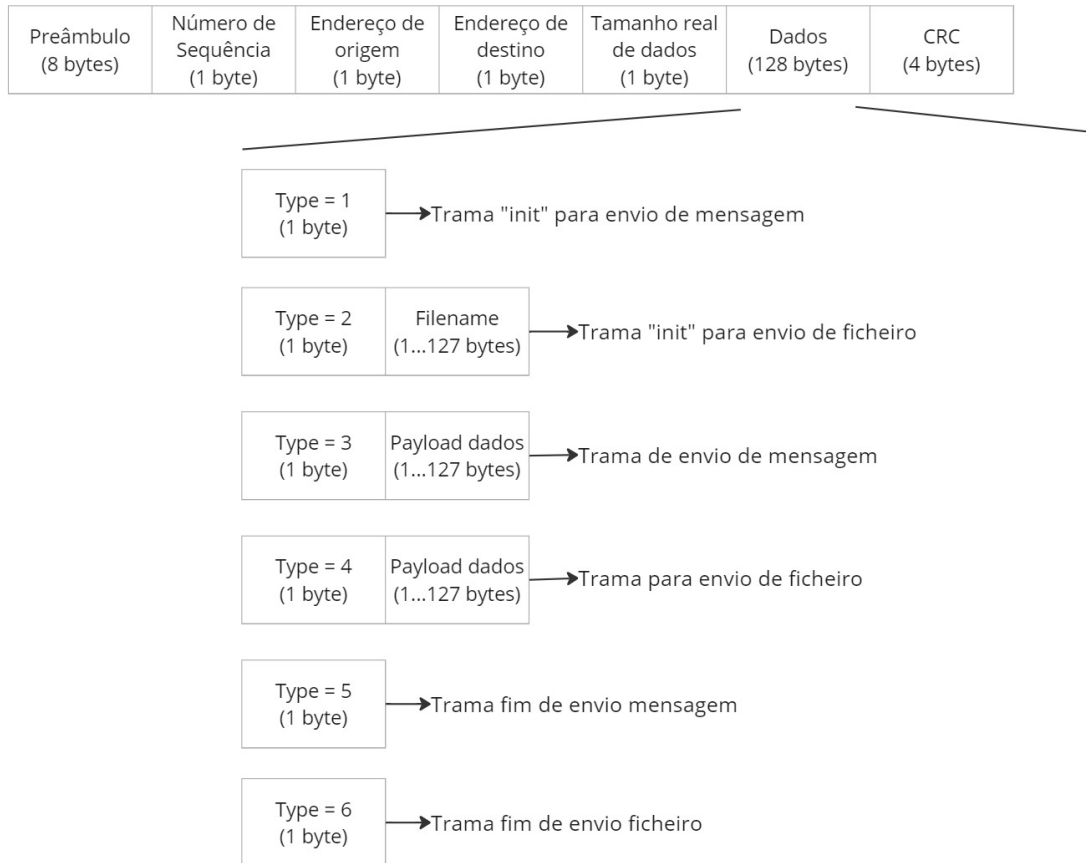 Preâmbulo
(8 bytes)
Número de
Sequência
(1 byte)
Endereço de
origem
(1 byte)
Endereço de
destino
(1 byte)
Tamanho real
de dados
(1 byte)
Dados
(128 bytes)
CRC
(4 bytes)
Type = 1
(1 byte)
Trama "init" para envio de mensagem
Type = 2
(1 byte)
Filename
(1...127 bytes)
Trama "init" para envio de ficheiro
Type = 3
(1 byte)
Payload dados
(1...127 bytes)
Trama de envio de mensagem
Type = 4
(1 byte)
Payload dados
(1...127 bytes)
Trama para envio de ficheiro
Type = 5
(1 byte)
Trama fim de envio mensagem
Type = 6
(1 byte)
Trama fim de envio ficheiro